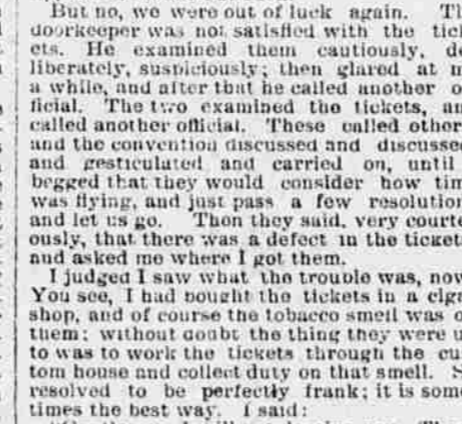 But no, we were out of luck again. Th
doorkeeper was not satisfied with the tick
ets. He examined them cautiously, de
liberately, suspiciously; then glared at m
a while, and after that he called another o
ficial. The two examined the tickets, an
called another official. These called other
and the convention discussed and discusse
and gesticulated and carried on, until
begged that they would consider how tim
was flying, and just pass a few resolution
and let us go. Then they said, very courte
ously, that there was a defect in the ticket
and asked me where I got them.
I judged I saw what the trouble was, now
You see, I had bought the tickets in a ciga
shop, and of course the tobacco smell was o
them; without doubt the thing they were u
to was to work the tickets through the cu
tom house and collect duty on that smell. S
resolved to be perfectly frank; it is some
times the best way. I said: